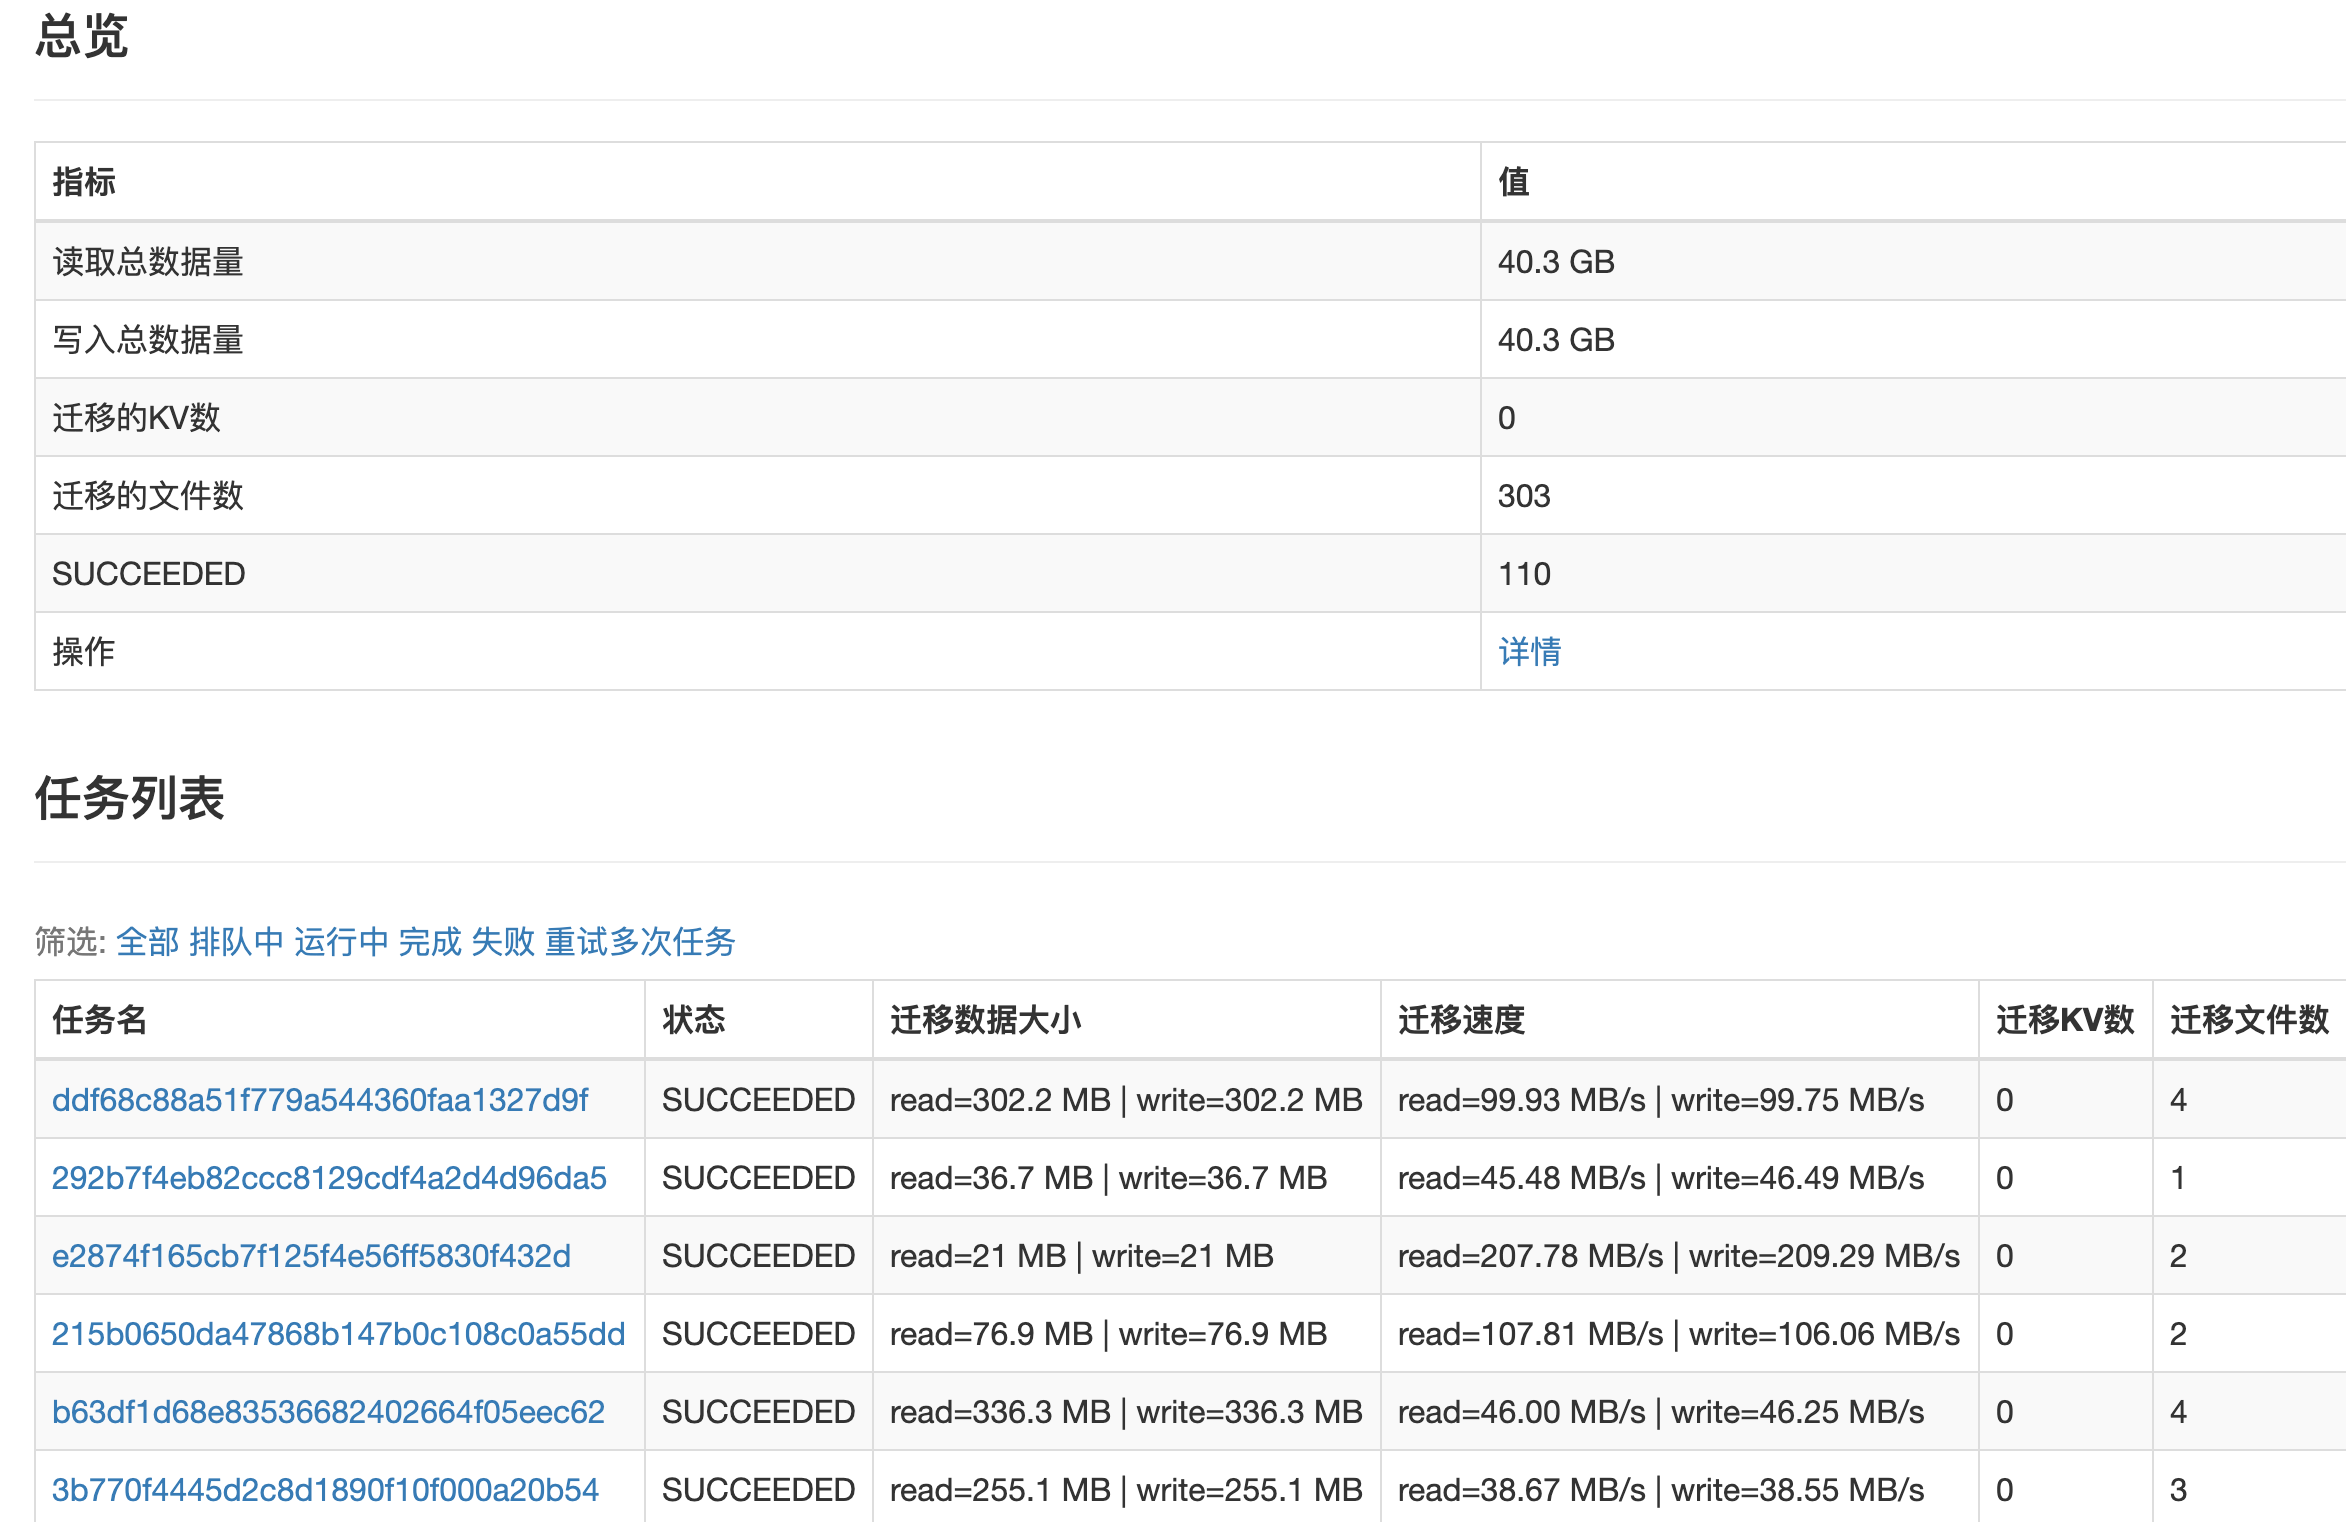 总览
指标 值
读取总数据量 40.3 GB
写入总数据量 40.3 GB
迁移的KV数 0
迁移的文件数 303
SUCCEEDED 110
操作 详情
任务列表
筛选: 全部 排队中 运行中 完成 失败 重试多次任务
任务名 状态 迁移数据大小 迁移速度 迁移KV数 迁移文件数
ddf68c88a51f779a544360faa1327d9f SUCCEEDED read=302.2 MB | write=302.2 MB read=99.93 MB/s | write=99.75 MB/s 0 4
292b7f4eb82ccc8129cdf4a2d4d96da5 SUCCEEDED read=36.7 MB | write=36.7 MB read=45.48 MB/s | write=46.49 MB/s 0 1
e2874f165cb7f125f4e56ff5830f432d SUCCEEDED read=21 MB | write=21 MB read=207.78 MB/s | write=209.29 MB/s 0 2
215b0650da47868b147b0c108c0a55dd SUCCEEDED read=76.9 MB | write=76.9 MB read=107.81 MB/s | write=106.06 MB/s 0 2
b63df1d68e83536682402664f05eec62 SUCCEEDED read=336.3 MB | write=336.3 MB read=46.00 MB/s | write=46.25 MB/s 0 4
3b770f4445d2c8d1890f10f000a20b54 SUCCEEDED read=255.1 MB | write=255.1 MB read=38.67 MB/s | write=38.55 MB/s 0 3